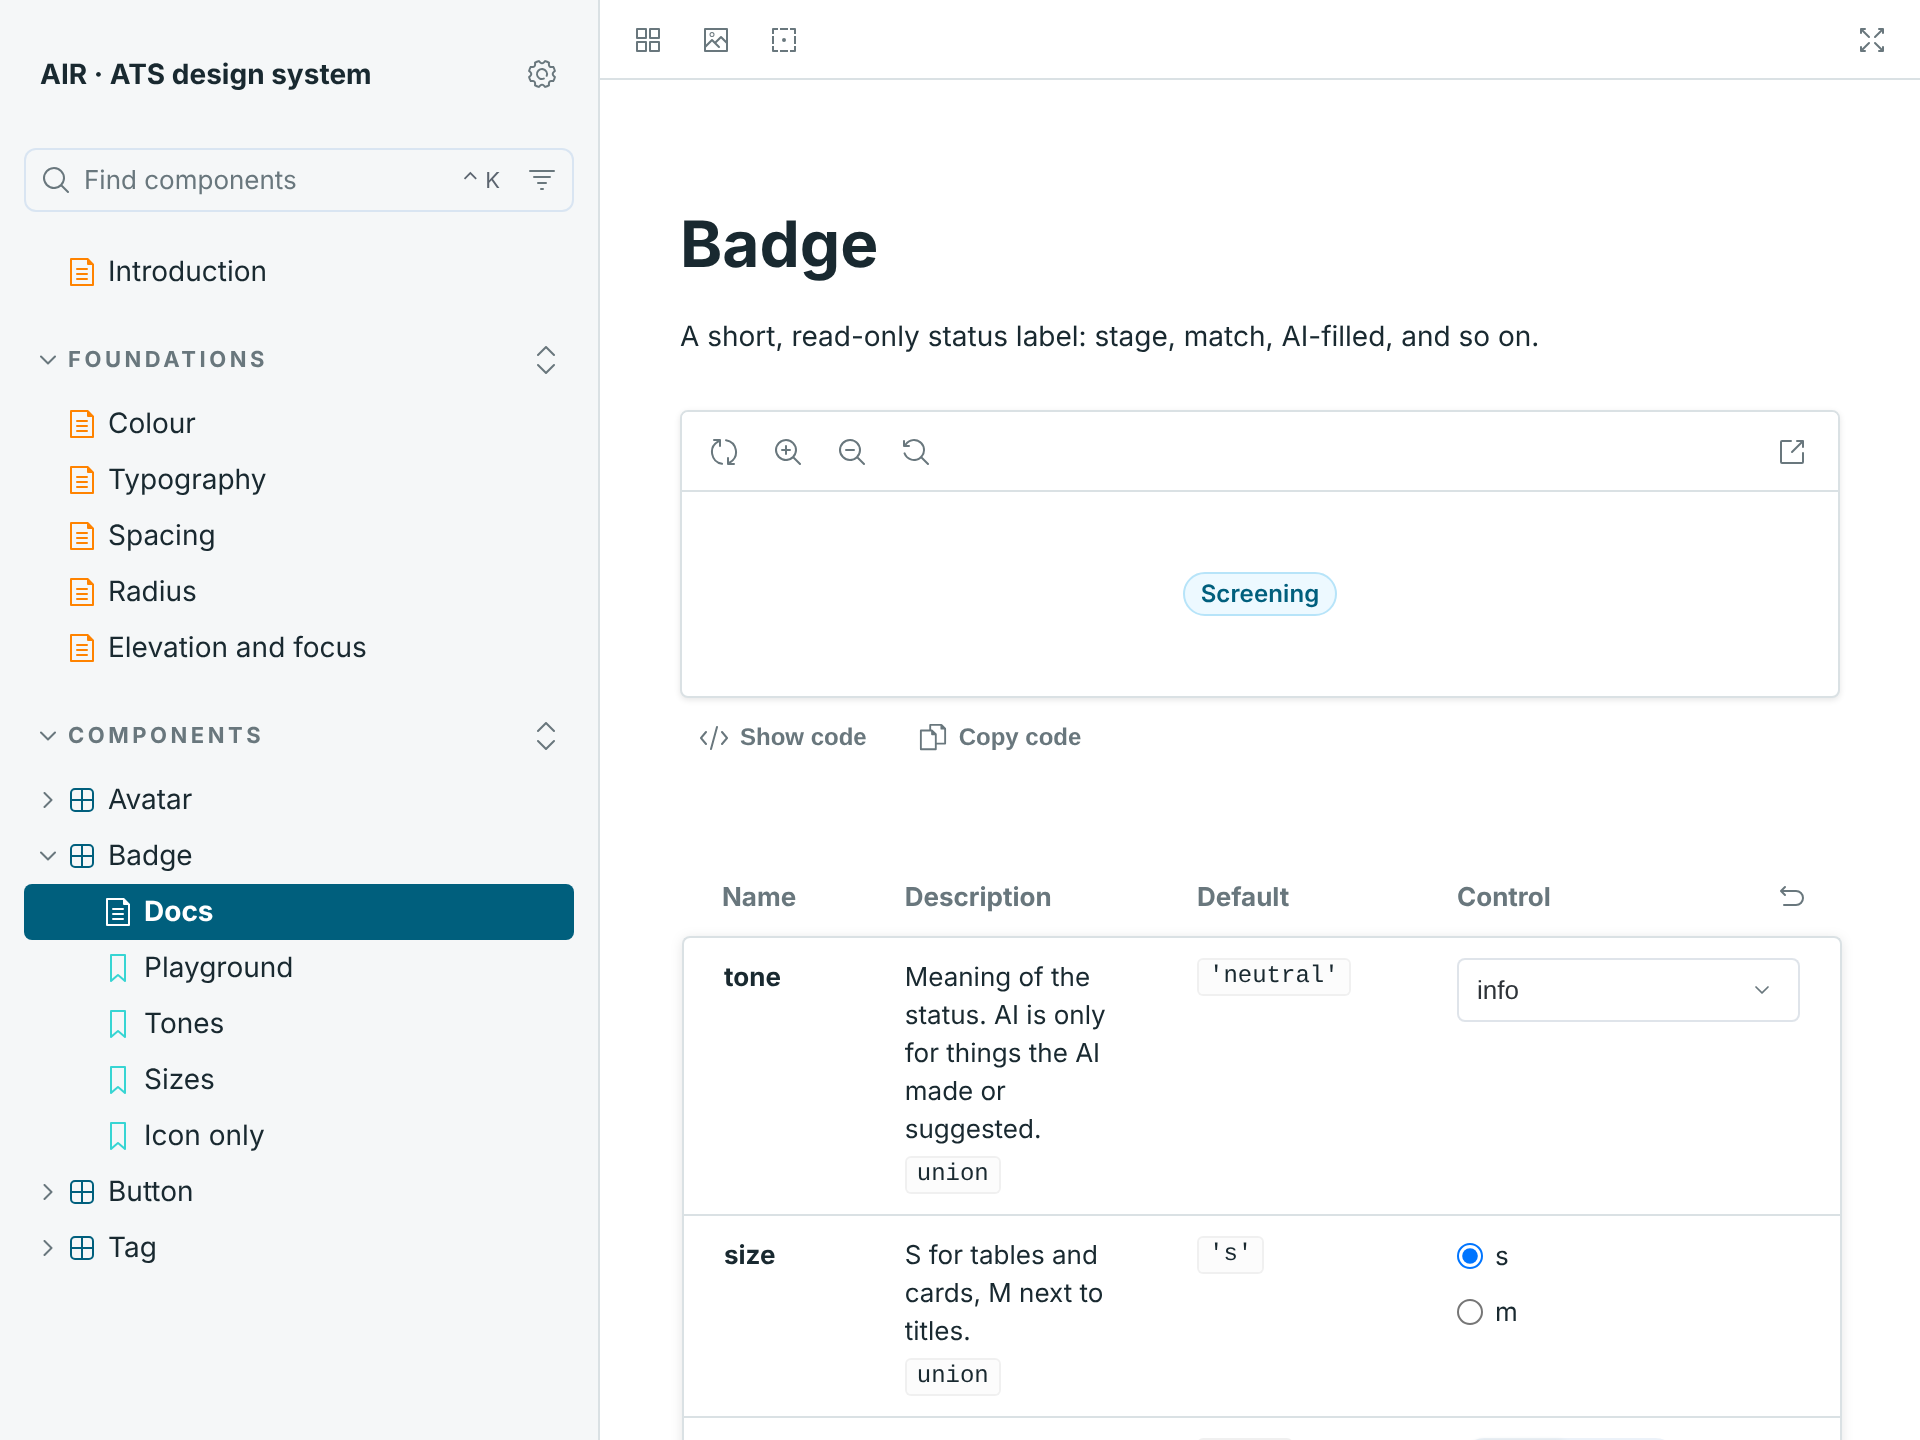 AIR · ATS design system
Find components
^ K
Introduction
FOUNDATIONS
Colour
Typography
Spacing
Radius
Elevation and focus
COMPONENTS
Avatar
Badge
Docs
Playground
Tones
Sizes
Icon only
Button
Tag
Badge
A short, read-only status label: stage, match, AI-filled, and so on.
Screening
</> Show code
Copy code
Name Description Default Control
tone
Meaning of the
status. AI is only
for things the AI
made or
suggested.
union
'neutral'
info
size
S for tables and
cards, M next to
titles.
union
's'
s
m